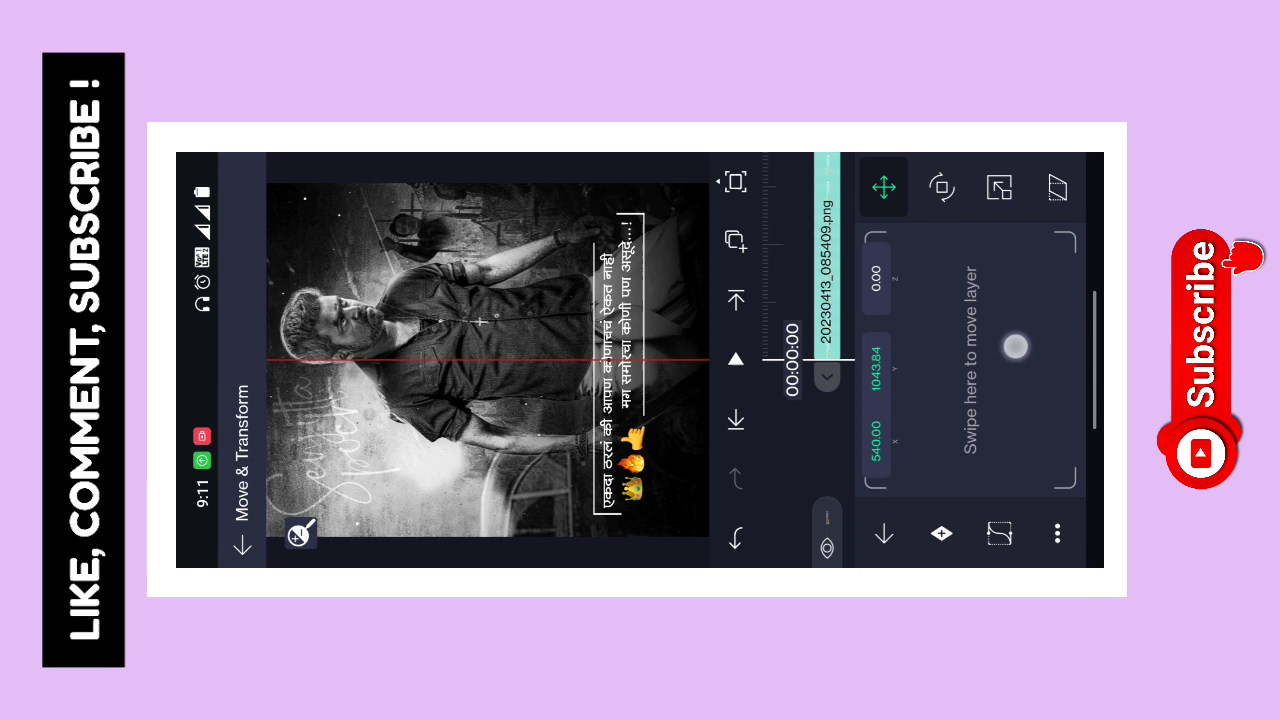 LIKE, COMMENT, SUBSCRIBE !
9:11
Move & Transform
एकदा ठरलं की आपण कोणाचंच ऐकत नाही
मग समोरचा कोणी पण असूदे...!
00:00:00
20230413_085409.png
540.00
1043.84
0.00
X
Y
Z
Swipe here to move layer
Subscribe